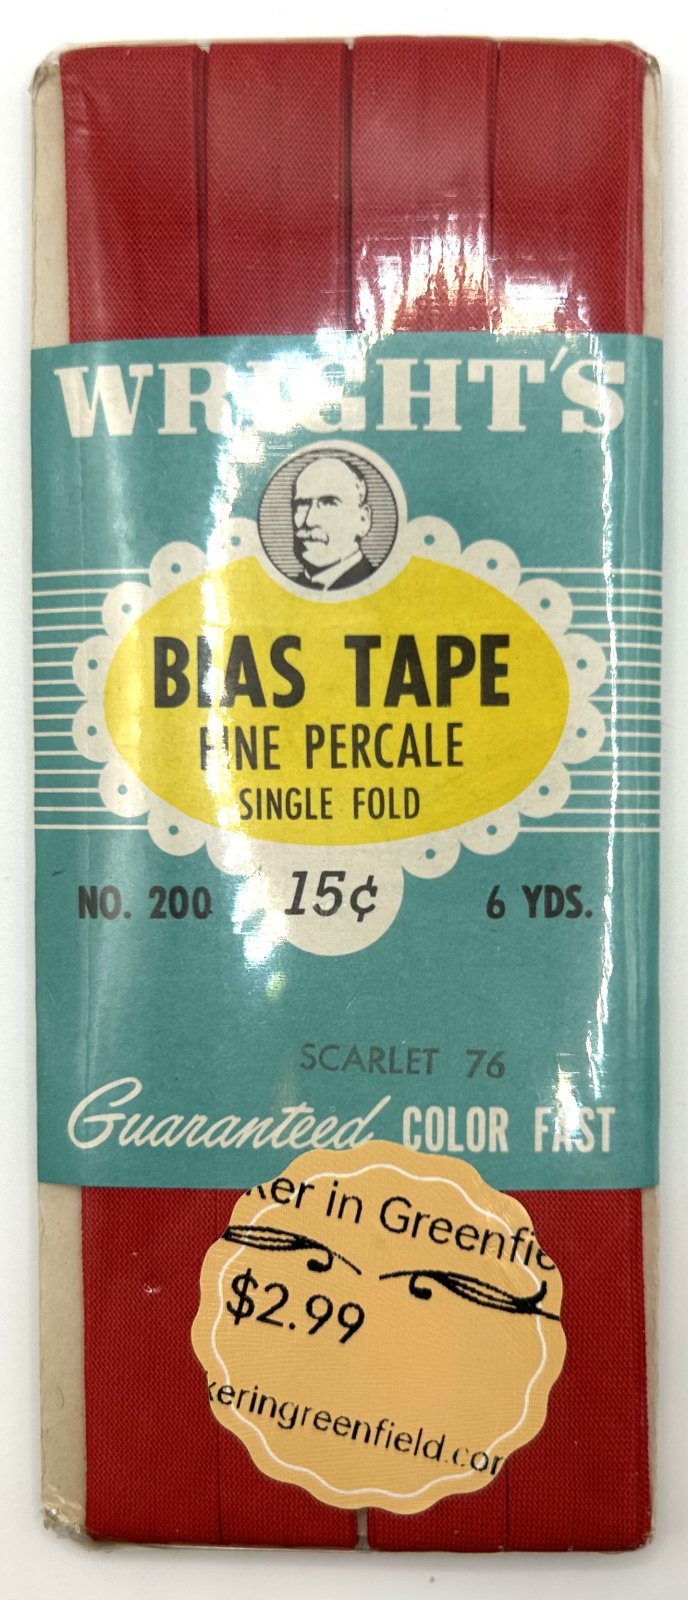 WRIGHT'S
BIAS TAPE
FINE PERCALE
SINGLE FOLD
NO. 200 15¢ 6 YDS.
SCARLET 76
Guaranteed COLOR FAST
ker in Greenfie
$2.99
keringreenfield.com